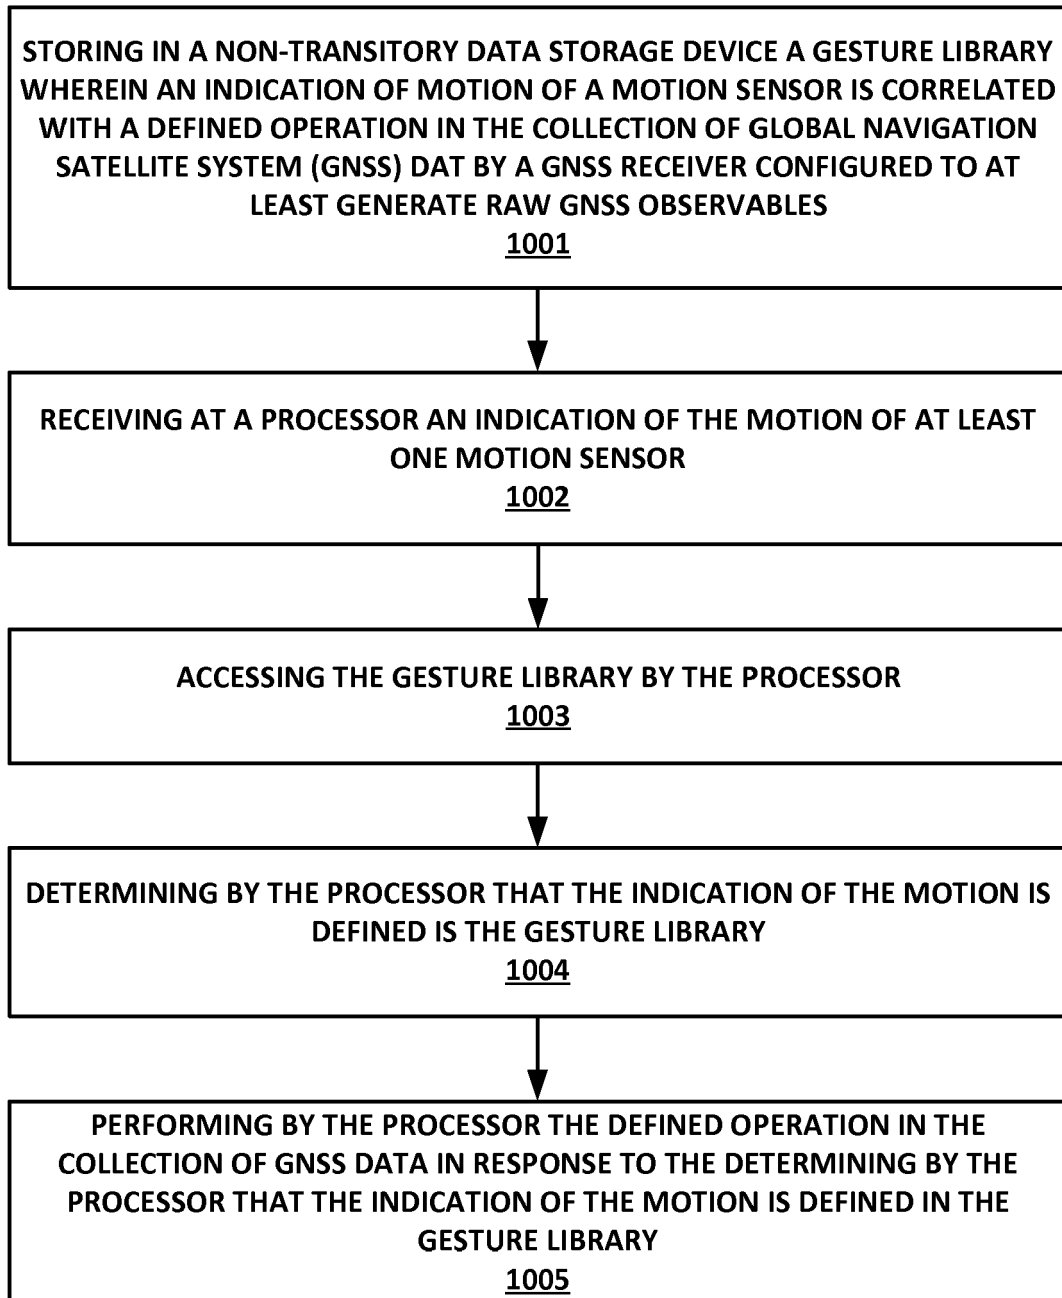 STORING IN A NON-TRANSITORY DATA STORAGE DEVICE A GESTURE LIBRARY
WHEREIN AN INDICATION OF MOTION OF A MOTION SENSOR IS CORRELATED
WITH A DEFINED OPERATION IN THE COLLECTION OF GLOBAL NAVIGATION
SATELLITE SYSTEM (GNSS) DAT BY A GNSS RECEIVER CONFIGURED TO AT
LEAST GENERATE RAW GNSS OBSERVABLES
1001
RECEIVING AT A PROCESSOR AN INDICATION OF THE MOTION OF AT LEAST
ONE MOTION SENSOR
1002
ACCESSING THE GESTURE LIBRARY BY THE PROCESSOR
1003
DETERMINING BY THE PROCESSOR THAT THE INDICATION OF THE MOTION IS
DEFINED IS THE GESTURE LIBRARY
1004
PERFORMING BY THE PROCESSOR THE DEFINED OPERATION IN THE
COLLECTION OF GNSS DATA IN RESPONSE TO THE DETERMINING BY THE
PROCESSOR THAT THE INDICATION OF THE MOTION IS DEFINED IN THE
GESTURE LIBRARY
1005